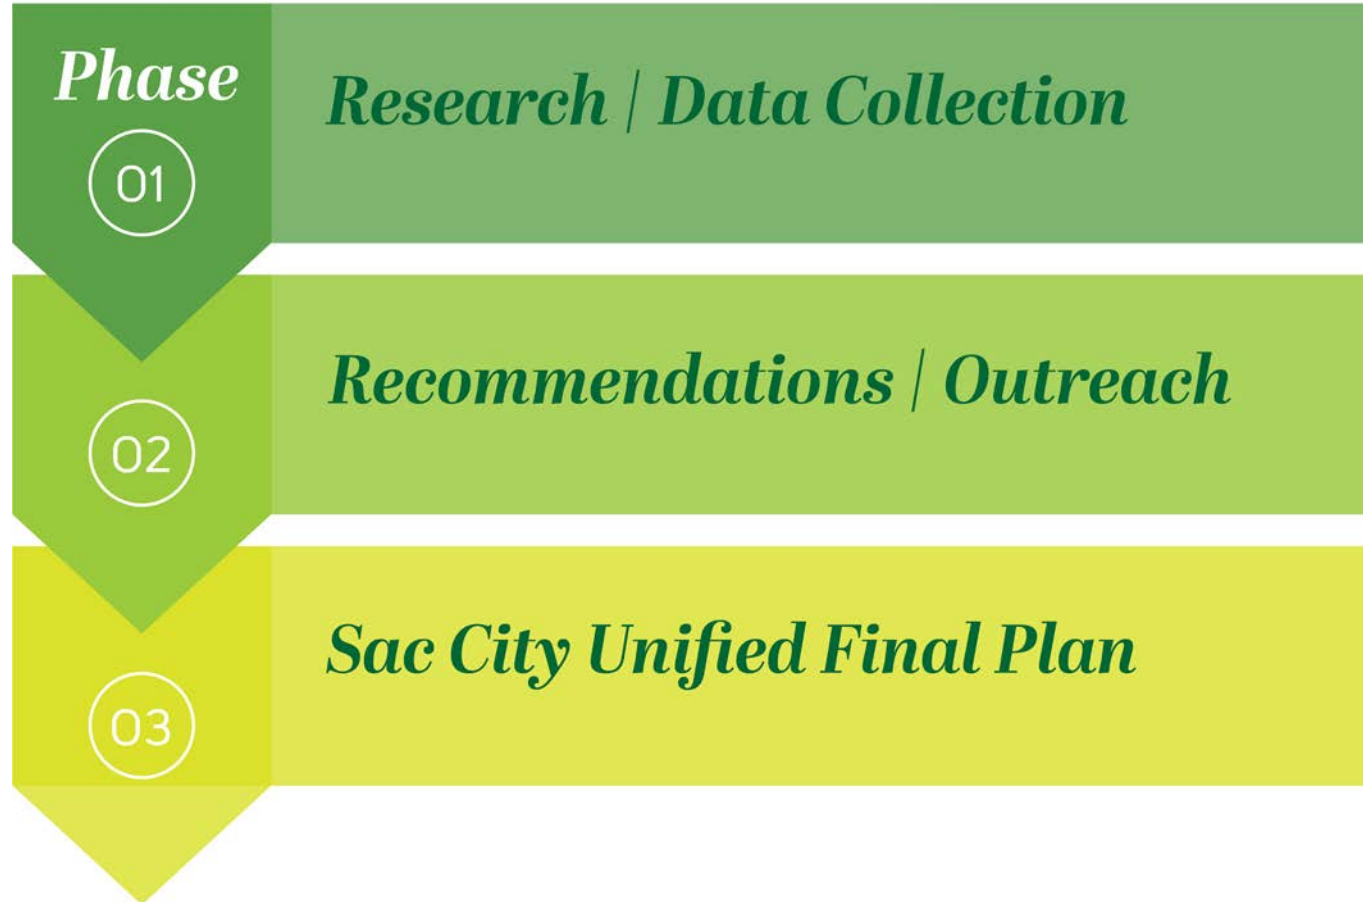 Phase
01
Research | Data Collection
02
Recommendations | Outreach
03
Sac City Unified Final Plan